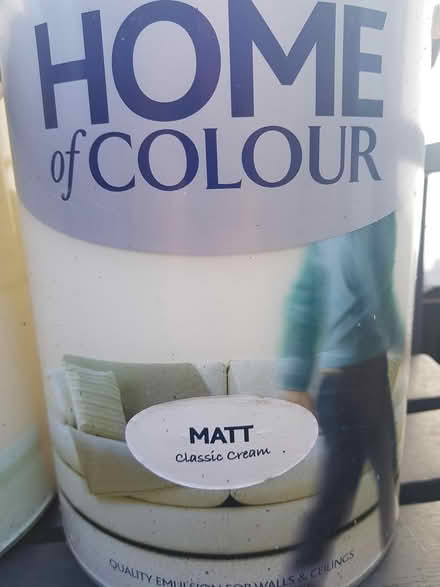 HOME
of COLOUR
MATT
Classic Cream
QUALITY EMULSION FOR WALLS & CEILINGS